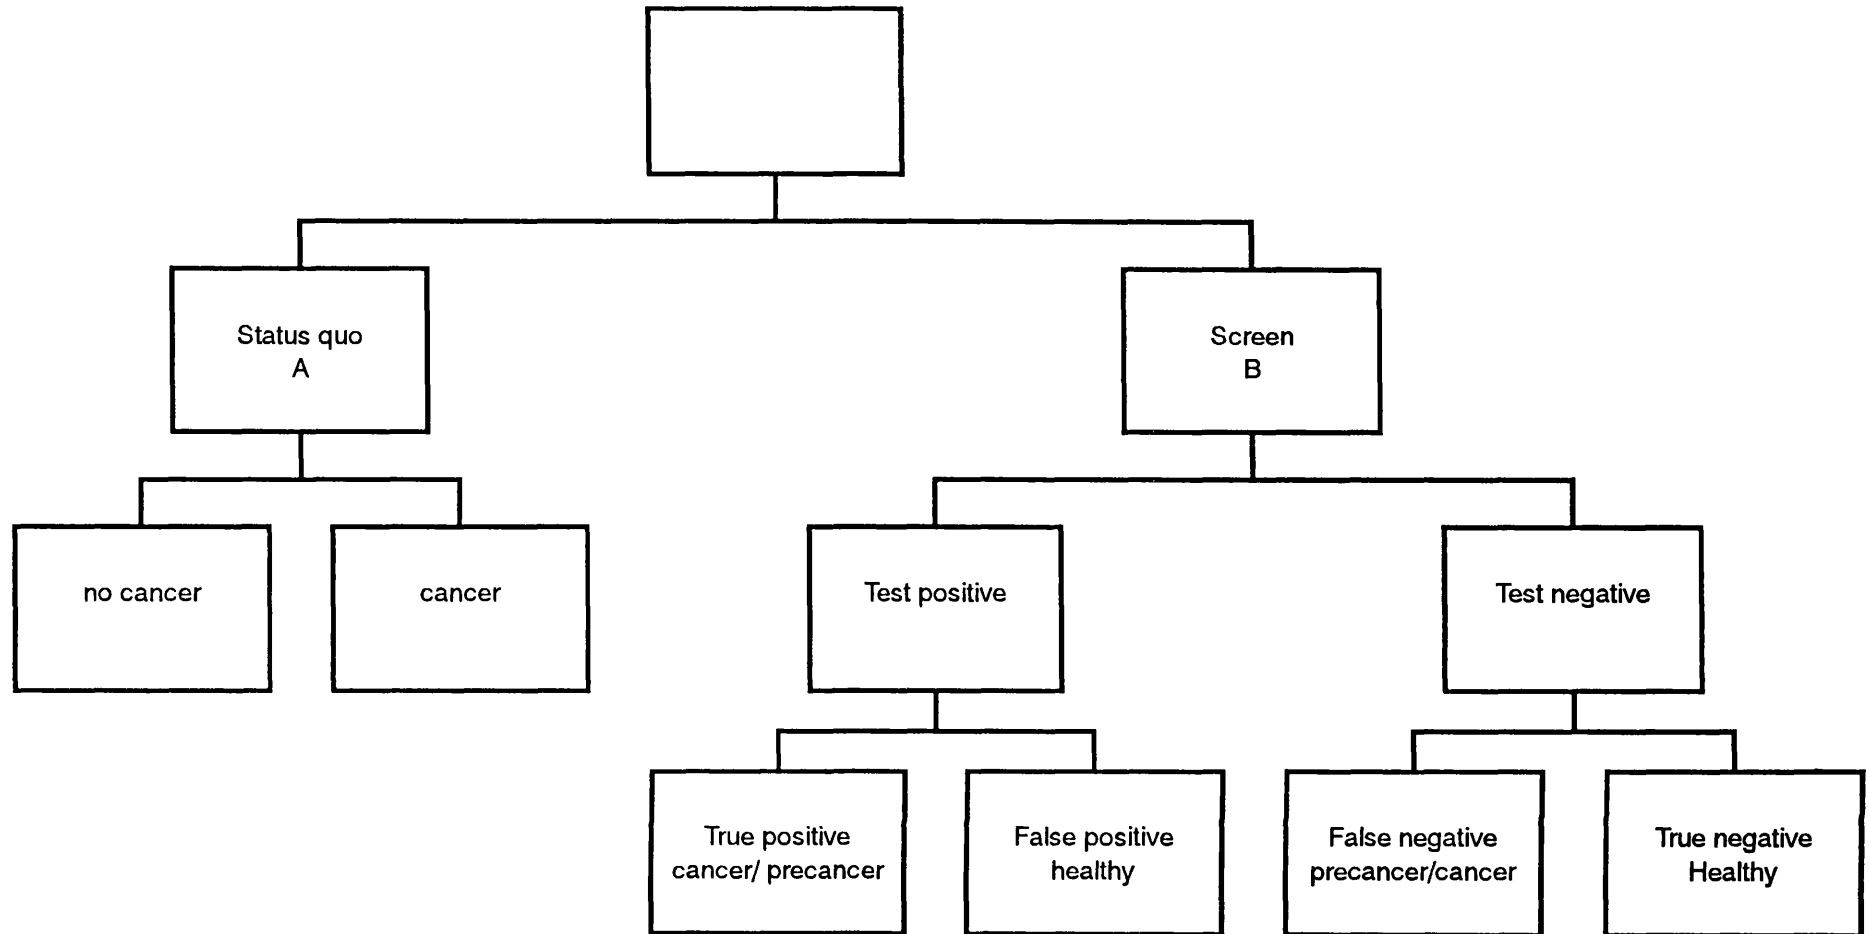 Status quo
A
Screen
B
no cancer
cancer
Test positive
Test negative
True positive
cancer/ precancer
False positive
healthy
False negative
precancer/cancer
True negative
Healthy